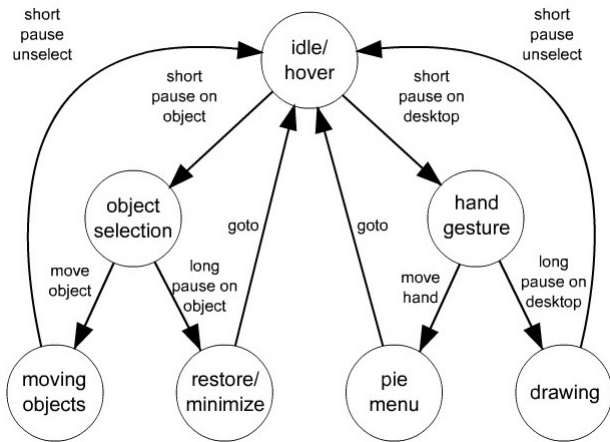 short
pause
unselect
short
pause
unselect
idle/
hover
short
pause on
object
short
pause on
desktop
object
selection
hand
gesture
goto
goto
move
object
long
pause on
object
move
hand
long
pause on
desktop
moving
objects
restore/
minimize
pie
menu
drawing